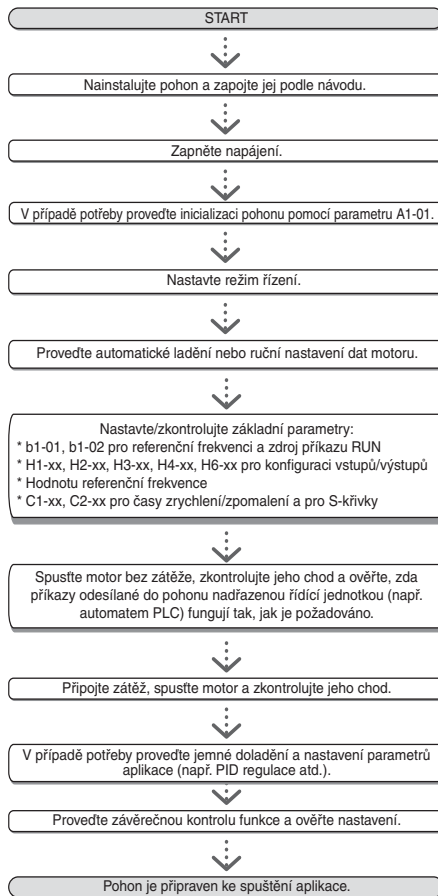 START
Nainstalujte pohon a zapojte jej podle návodu.
Zapněte napájení.
V případě potřeby proveďte inicializaci pohonu pomocí parametru A1-01.
Nastavte režim řízení.
Proveďte automatické ladění nebo ruční nastavení dat motoru.
Nastavte/zkontrolujte základní parametry:
* b1-01, b1-02 pro referenční frekvenci a zdroj příkazu RUN
* H1-xx, H2-xx, H3-xx, H4-xx, H6-xx pro konfiguraci vstupů/výstupů
* Hodnotu referenční frekvence
* C1-xx, C2-xx pro časy zrychlení/zpomalení a pro S-křivky
Spusťte motor bez zátěže, zkontrolujte jeho chod a ověřte, zda
příkazy odesílané do pohonu nadřazenou řídící jednotkou (např.
automatem PLC) fungují tak, jak je požadováno.
Připojte zátěž, spusťte motor a zkontrolujte jeho chod.
V případě potřeby proveďte jemné doladění a nastavení parametrů
aplikace (např. PID regulace atd.).
Proveďte závěrečnou kontrolu funkce a ověřte nastavení.
Pohon je připraven ke spuštění aplikace.